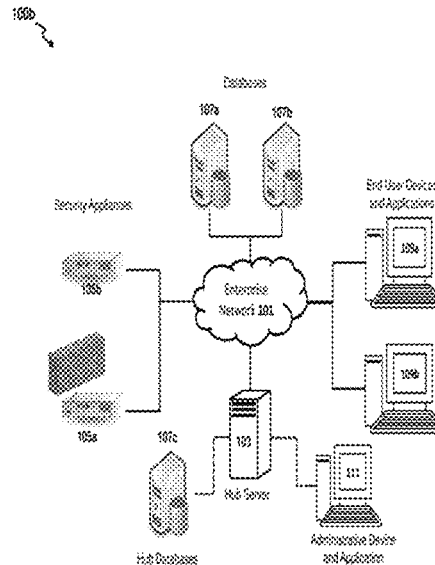 100b
Databases
107a 107b
Security Appliances
End User Devices
and Applications
109a
Enterprise
Network 101
109b
105a
103
107c
111
Hub Server
Hub Databases
Administrative Device
and Application